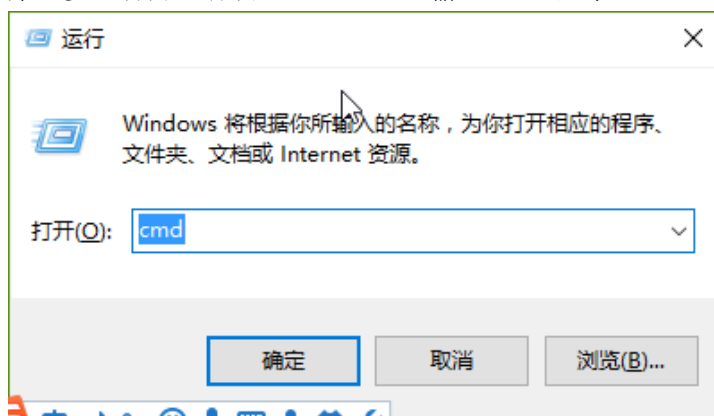 运行
Windows 将根据你所输入的名称，为你打开相应的程序、
文件夹、文档或 Internet 资源。
打开(O):
cmd
确定
取消
浏览(B)...